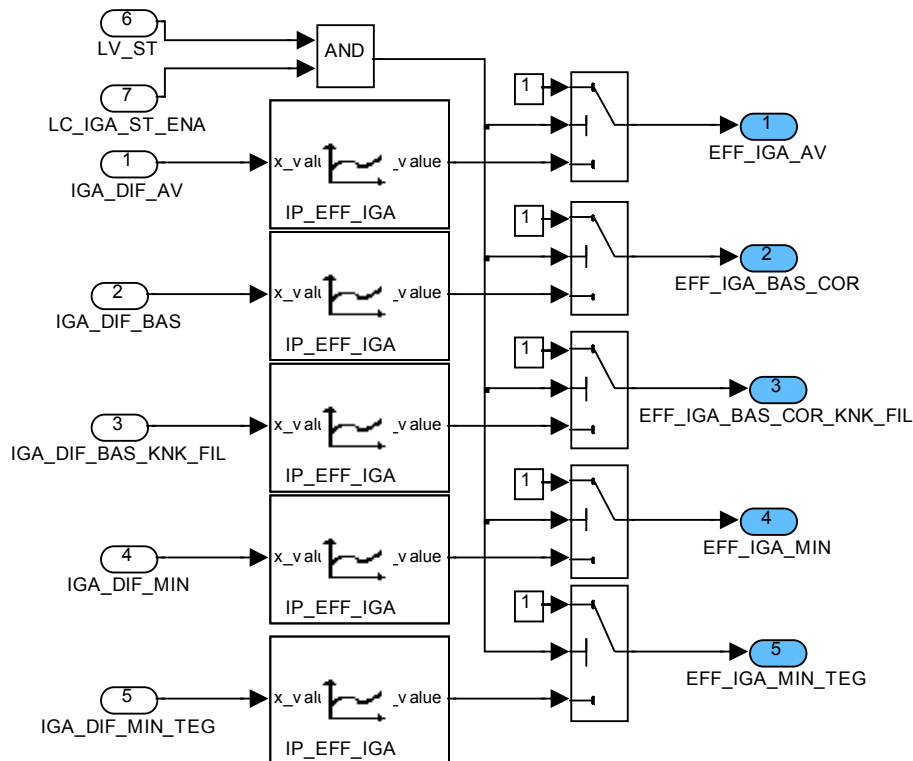 6
LV_ST
AND
7
LC_IGA_ST_ENA
1
1
EFF_IGA_AV
1
IGA_DIF_AV
x_valu
_value
IP_EFF_IGA
1
2
EFF_IGA_BAS_COR
2
IGA_DIF_BAS
x_valu
_value
IP_EFF_IGA
1
3
EFF_IGA_BAS_COR_KNK_FIL
3
IGA_DIF_BAS_KNK_FIL
x_valu
_value
IP_EFF_IGA
1
4
EFF_IGA_MIN
4
IGA_DIF_MIN
x_valu
_value
IP_EFF_IGA
1
5
EFF_IGA_MIN_TEG
5
IGA_DIF_MIN_TEG
x_valu
_value
IP_EFF_IGA